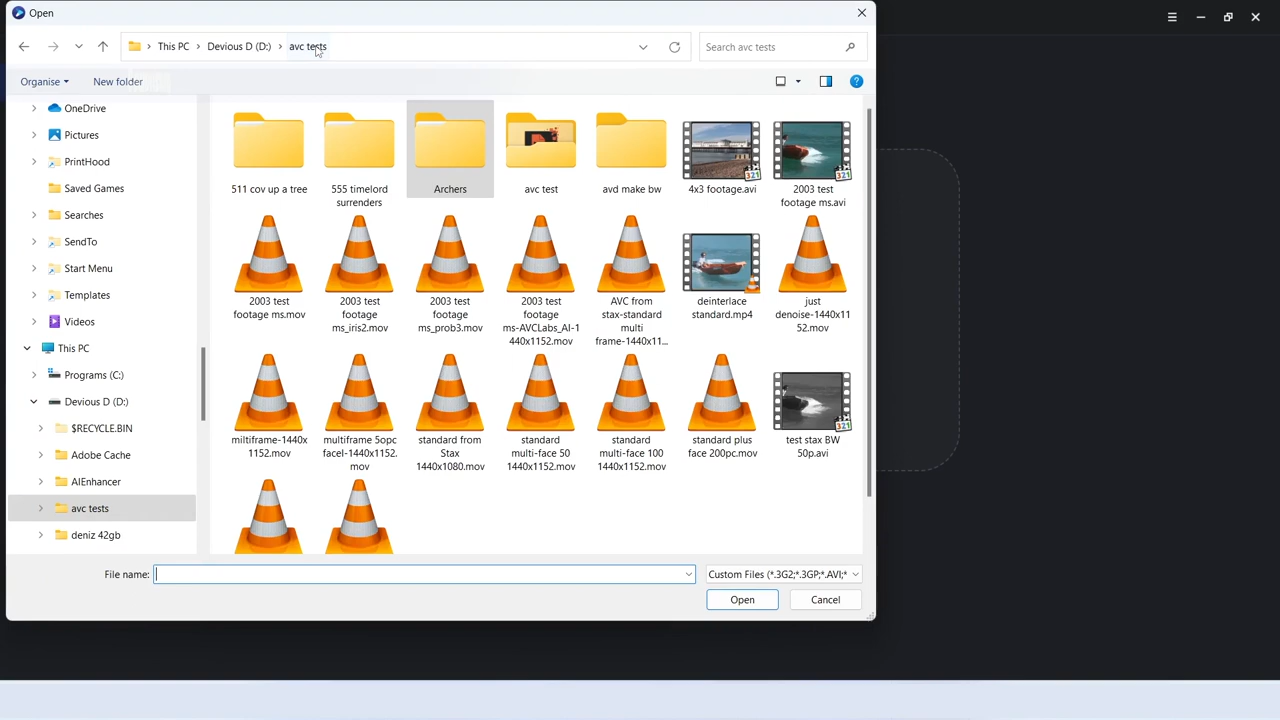 Open
This PC > Devious D (D:) > avc tests
Search avc tests
Organise
New folder
OneDrive
Pictures
PrintHood
Saved Games
Searches
SendTo
Start Menu
Templates
Videos
This PC
Programs (C:)
Devious D (D:)
$RECYCLE.BIN
Adobe Cache
AIEnhancer
avc tests
deniz 42gb
511 cov up a tree
555 timelord
surrenders
Archers
avc test
avd make bw
4x3 footage.avi
2003 test
footage ms.avi
2003 test
footage ms.mov
2003 test
footage
ms_iris2.mov
2003 test
footage
ms_prob3.mov
2003 test
footage
ms-AVCLabs_AI-1
440x1152.mov
AVC from
stax-standard
multi
frame-1440x11...
deinterlace
standard.mp4
just
denoise-1440x11
52.mov
miltiframe-1440x
1152.mov
multiframe 5opc
faceI-1440x1152.
mov
standard from
Stax
1440x1080.mov
standard
multi-face 50
1440x1152.mov
standard
multi-face 100
1440x1152.mov
standard plus
face 200pc.mov
test stax BW
50p.avi
File name:
Custom Files (*.3G2;*.3GP;*.AVI;*
Open
Cancel